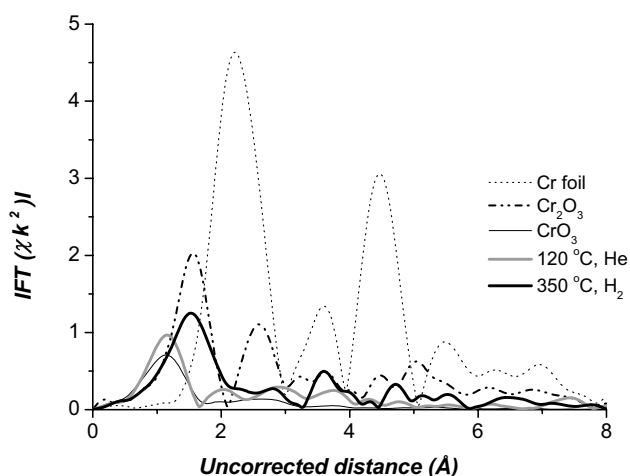 5
4
3
2
1
0
0 2 4 6 8
IFT (χ k²)I
Uncorrected distance (Å)
Cr foil
Cr₂O₃
CrO₃
120 °C, He
350 °C, H₂